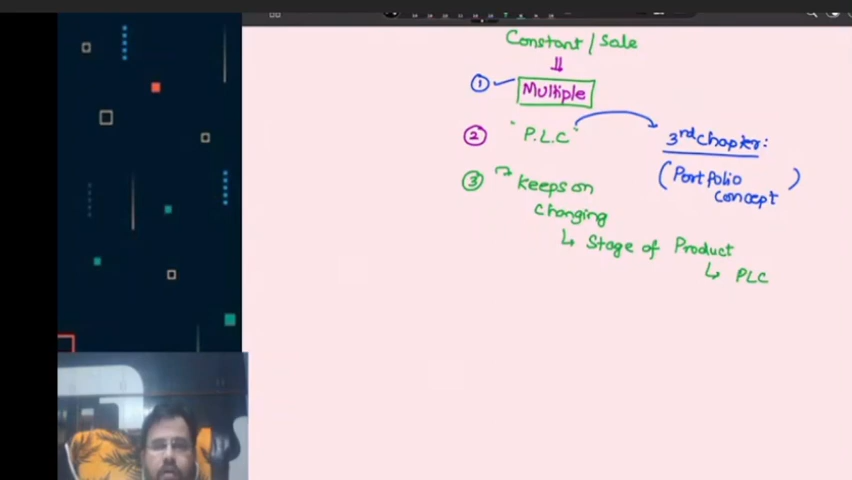 Constant / Sale
⇓
① Multiple
② "P.L.C" 3rd Chapter:
(Portfolio
concept)
③ Keeps on
changing
↳ Stage of Product
↳ PLC